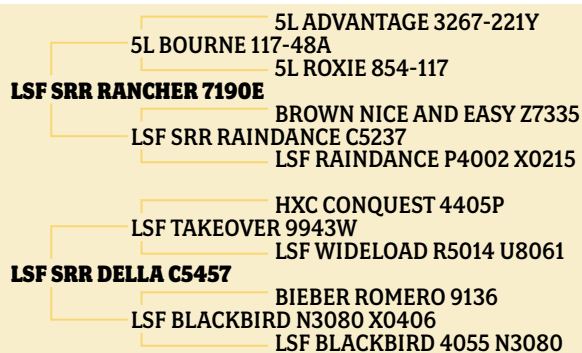 5L ADVANTAGE 3267-221Y
5L BOURNE 117-48A
5L ROXIE 854-117
LSF SRR RANCHER 7190E
BROWN NICE AND EASY Z7335
LSF SRR RAINDANCE C5237
LSF RAINDANCE P4002 X0215
HXC CONQUEST 4405P
LSF TAKEOVER 9943W
LSF WIDELOAD R5014 U8061
LSF SRR DELLA C5457
BIEBER ROMERO 9136
LSF BLACKBIRD N3080 X0406
LSF BLACKBIRD 4055 N3080